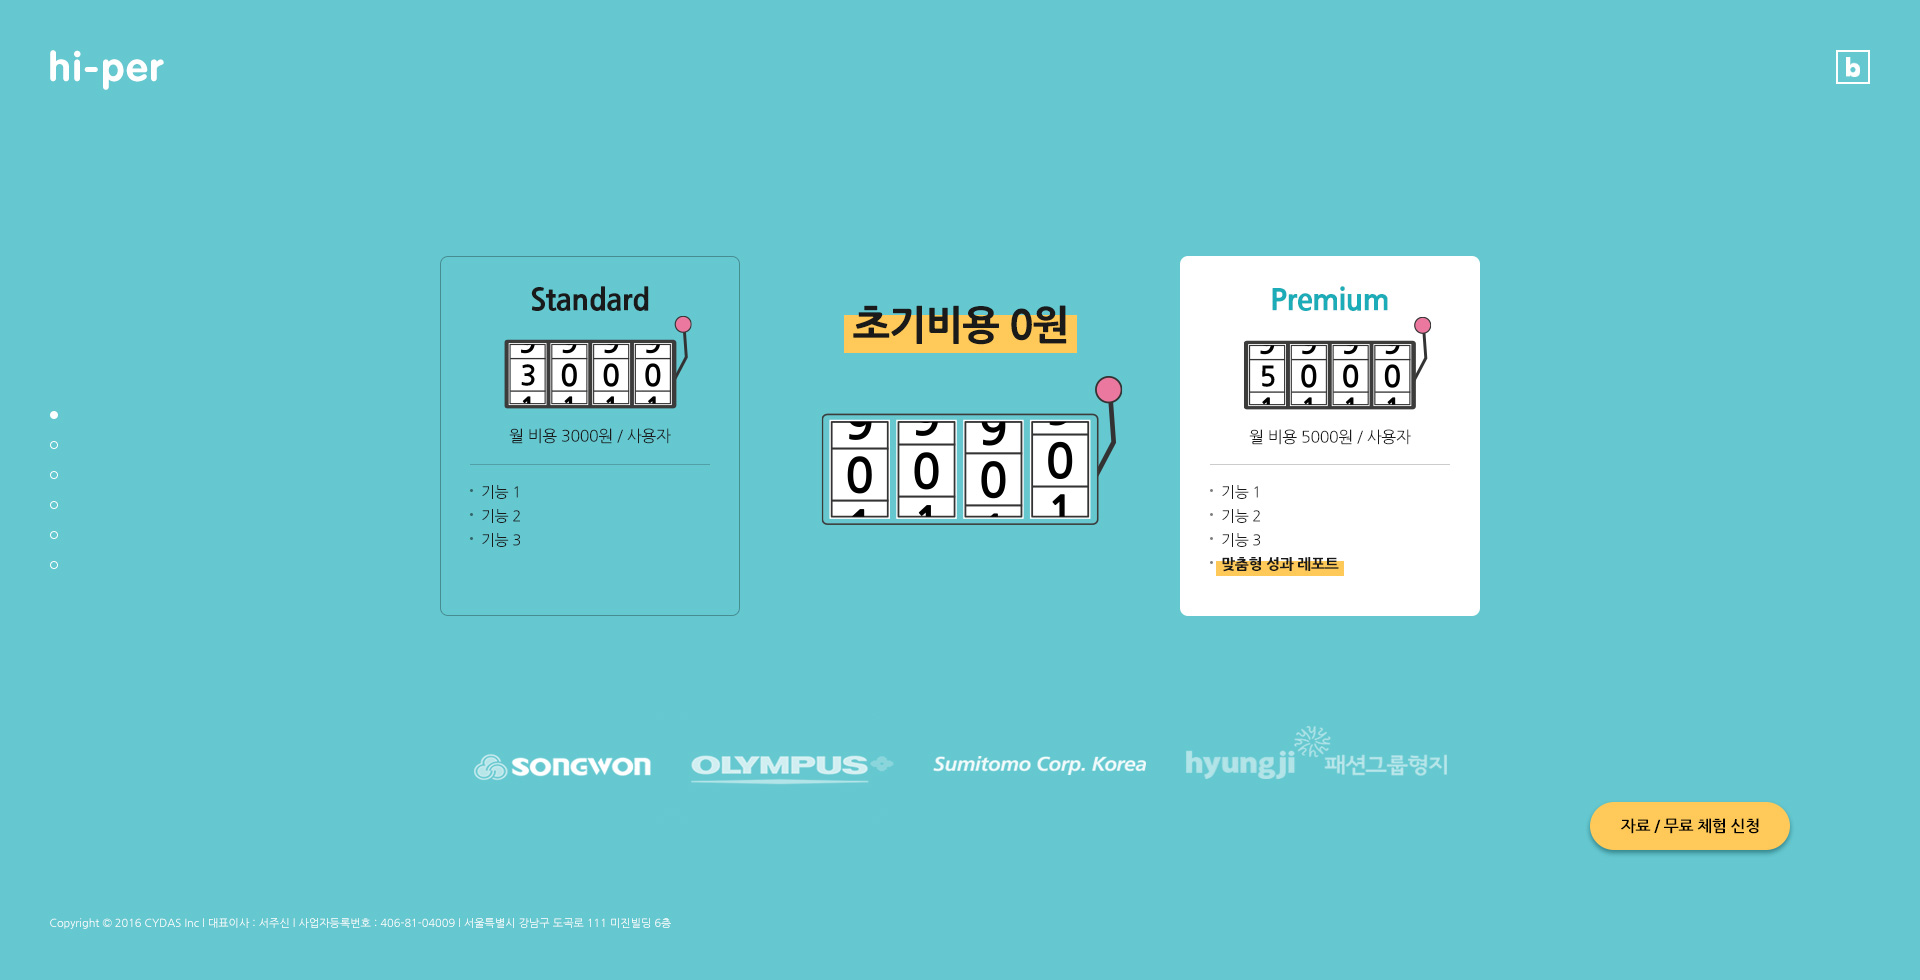 hi-per
b
Standard
3 0 0 0
월 비용 3000원 / 사용자
기능 1
기능 2
기능 3
초기비용 0원
0 0 0 0
Premium
5 0 0 0
월 비용 5000원 / 사용자
기능 1
기능 2
기능 3
맞춤형 성과 레포트
SONGWON
OLYMPUS
Sumitomo Corp. Korea
hyungji 패션그룹형지
자료 / 무료 체험 신청
Copyright © 2016 CYDAS Inc | 대표이사 : 서주신 | 사업자등록번호 : 406-81-04009 | 서울특별시 강남구 도곡로 111 미진빌딩 6층